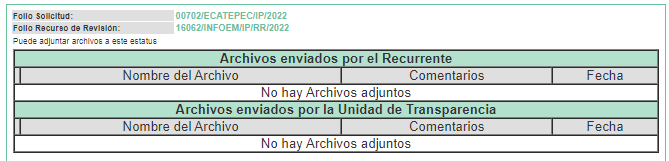 Folio Solicitud: 00702/ECATEPEC/IP/2022
Folio Recurso de Revisión: 16062/INFOEM/IP/RR/2022
Puede adjuntar archivos a este estatus
Archivos enviados por el Recurrente
Nombre del Archivo Comentarios Fecha
No hay Archivos adjuntos
Archivos enviados por la Unidad de Transparencia
Nombre del Archivo Comentarios Fecha
No hay Archivos adjuntos